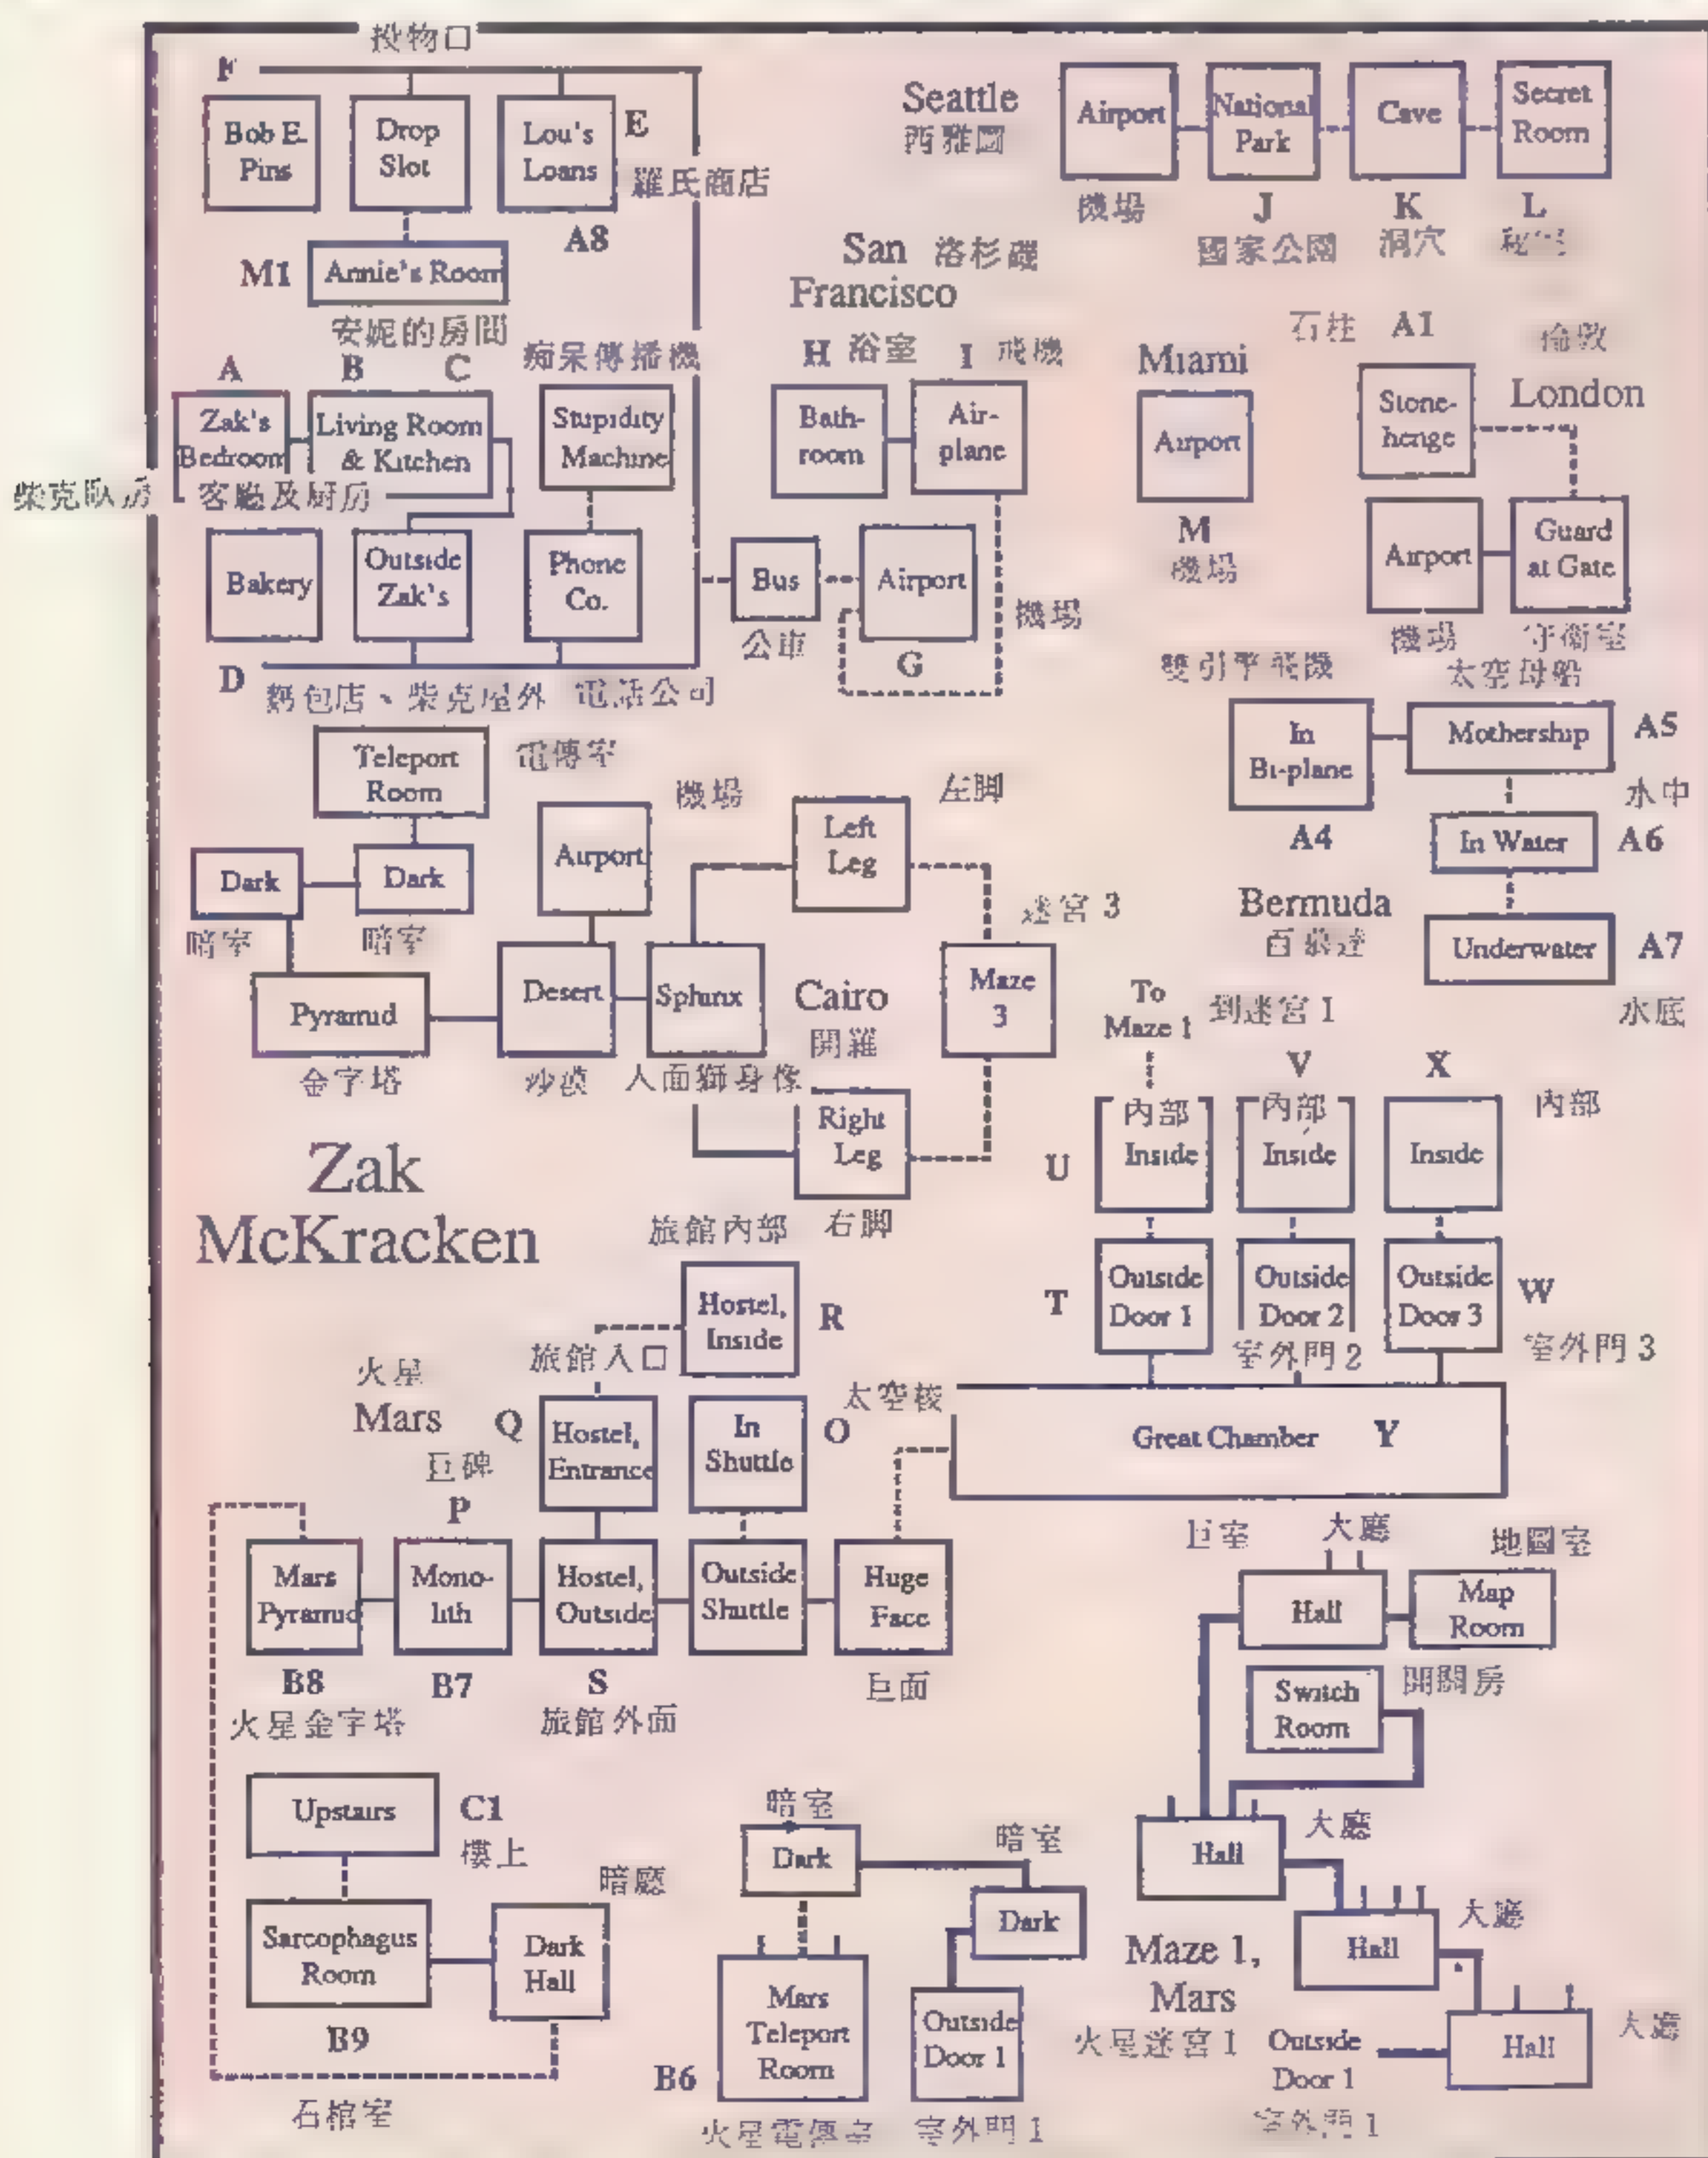 投物口
F
Bob E.
Pins
Drop
Slot
Lou's
Loans
E
羅氏商店
A8
M1
Annie's Room
安妮的房間
Seattle
西雅圖
Airport
National
Park
Cave
Secret
Room
機場
J
K
L
國家公園
洞穴
San
Francisco
洛杉磯
A
B
C
痴呆傳播機
Zak's
Bedroom
Living Room
& Kitchen
Stupidity
Machine
柴克臥房
客廳及厨房
Bakery
Outside
Zak's
Phone
Co.
D
麪包店、柴克屋外
電話公司
H
浴室
I
飛機
Bath-
room
Air-
plane
Bus
公車
Airport
G
機場
Miami
Airport
M
機場
石柱
A1
倫敦
London
Stone-
henge
Airport
Guard
at Gate
機場
守衛室
雙引擎飛機
太空母船
In
Bi-plane
A4
Mothership
A5
水中
In Water
A6
Bermuda
百慕達
Underwater
A7
水底
Teleport
Room
電傳室
Dark
Dark
暗室
暗室
機場
Airport
左脚
Left
Leg
迷宮 3
Pyramid
金字塔
Desert
沙漠
Sphinx
人面獅身像
Cairo
開羅
Maze
3
Right
Leg
右脚
To
Maze 1
到迷宮 1
V
X
內部
Inside
內部
Inside
Inside
內部
U
T
Outside
Door 1
Outside
Door 2
Outside
Door 3
W
室外門 2
室外門 3
Zak
McKracken
旅館內部
Hostel,
Inside
R
旅館入口
火星
Mars
Q
Hostel,
Entrance
太空梭
In
Shuttle
O
Great Chamber
Y
巨室
巨碑
P
Mars
Pyramid
Mono-
lith
Hostel,
Outside
Outside
Shuttle
Huge
Face
B8
B7
S
巨面
火星金字塔
旅館外面
大廳
地圖室
Hall
Map
Room
Switch
Room
開關房
Upstairs
C1
樓上
Sarcophagus
Room
暗廳
Dark
Hall
B9
石棺室
暗室
Dark
暗室
Dark
B6
Mars
Teleport
Room
Outside
Door 1
火星電傳室
室外門 1
Hall
大廳
Hall
大廳
Maze 1,
Mars
火星迷宮 1
Outside
Door 1
室外門 1
Hall
大廳